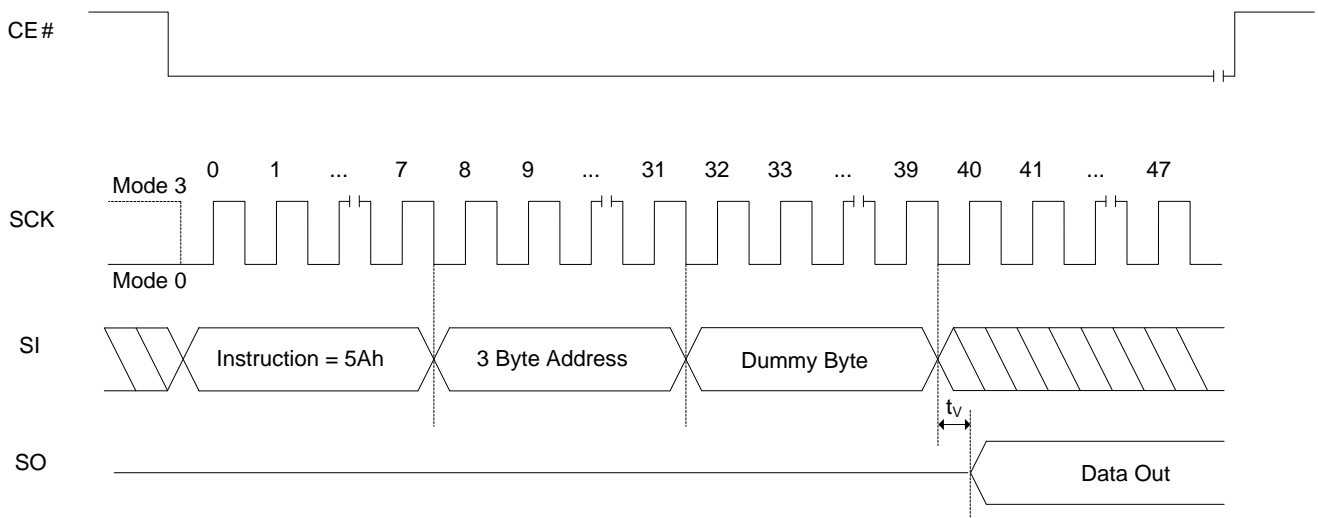 CE#
0 1 ... 7 8 9 ... 31 32 33 ... 39 40 41 ... 47
Mode 3
SCK
Mode 0
SI
Instruction = 5Ah
3 Byte Address
Dummy Byte
tV
SO
Data Out